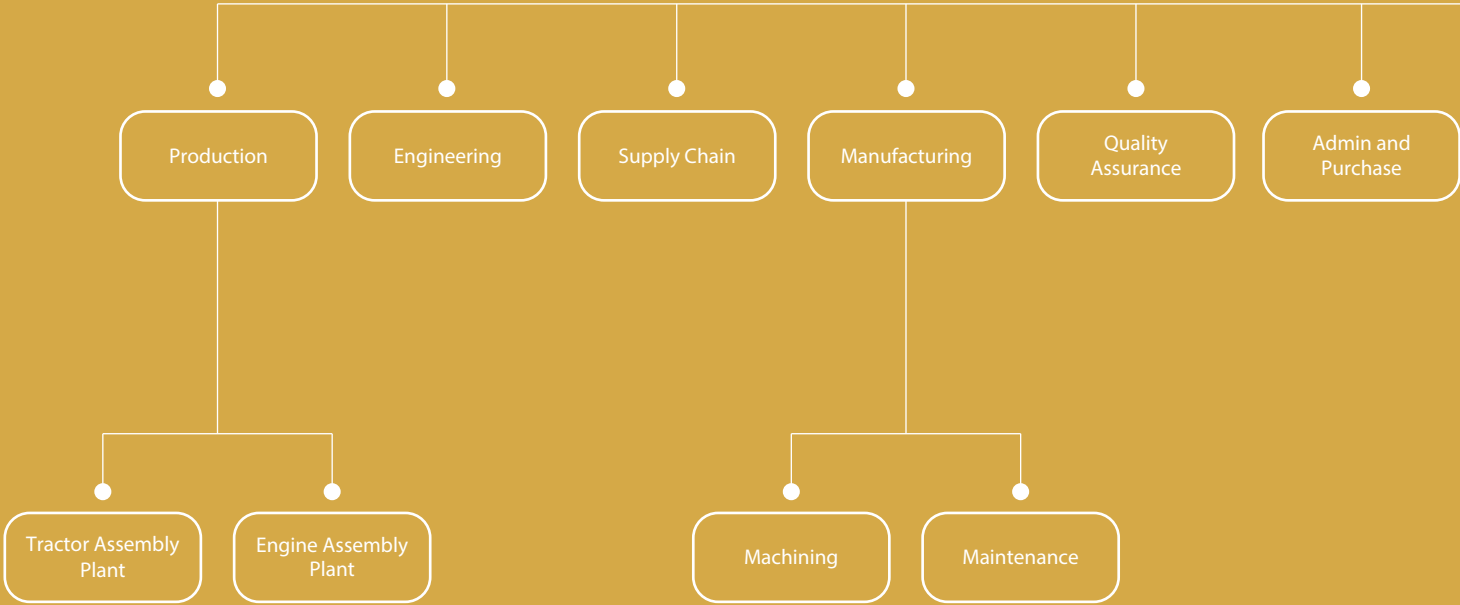 Production
Engineering
Supply Chain
Manufacturing
Quality
Assurance
Admin and
Purchase
Tractor Assembly
Plant
Engine Assembly
Plant
Machining
Maintenance